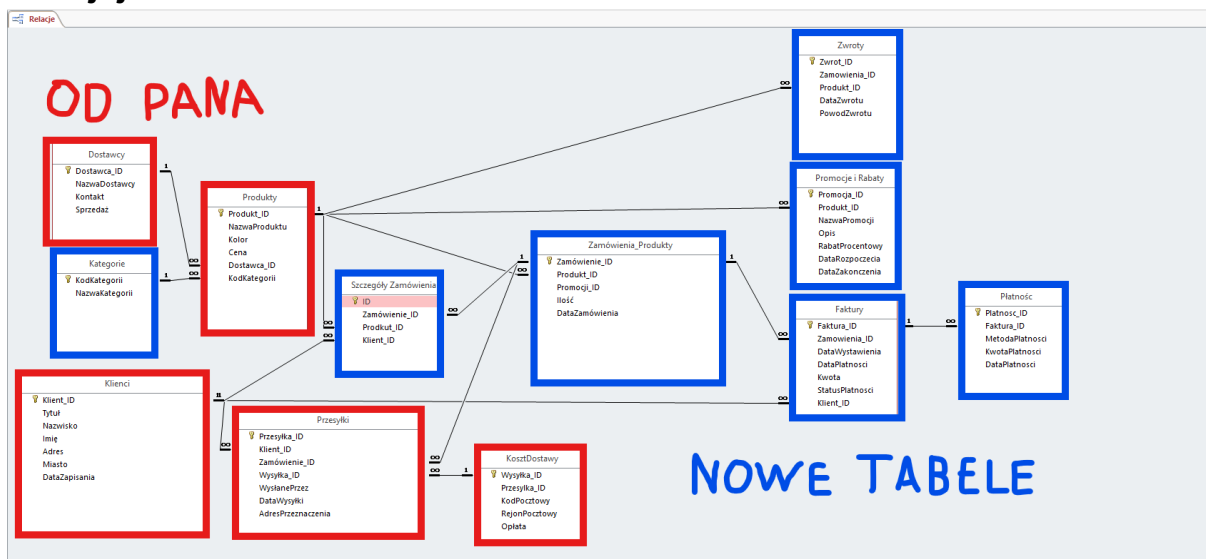 Relacje
OD PANA
Dostawcy
Dostawca_ID
NazwaDostawcy
Kontakt
Sprzedaz
Kategorie
KodKategorii
NazwaKategorii
Produkty
Produkt_ID
NazwaProduktu
Kolor
Cena
Dostawca_ID
KodKategorii
Szczegóły Zamówienia
ID
Zamówienie_ID
Prodkut_ID
Klient_ID
Zamówienia_Produkty
Zamówienie_ID
Produkt_ID
Promocji_ID
Ilość
DataZamówienia
Zwroty
Zwrot_ID
Zamowienia_ID
Produkt_ID
DataZwrotu
PowodZwrotu
Promocje i Rabaty
Promocja_ID
Produkt_ID
NazwaPromocji
Opis
RabatProcentowy
DataRozpoczecia
DataZakonczenia
Faktury
Faktura_ID
Zamowienia_ID
DataWystawienia
DataPlatnosci
Kwota
StatusPlatnosci
Klient_ID
Płatnośc
Platnosc_ID
Faktura_ID
MetodaPlatnosci
KwotaPlatnosci
DataPlatnosci
Klienci
Klient_ID
Tytuł
Nazwisko
Imię
Adres
Miasto
DataZapisania
Przesyłki
Przesyłka_ID
Klient_ID
Zamówienie_ID
Wysyłka_ID
WysłanePrzez
DataWysyłki
AdresPrzeznaczenia
KosztDostawy
Wysyłka_ID
Przesylka_ID
KodPocztowy
RejonPocztowy
Opłata
NOWE TABELE